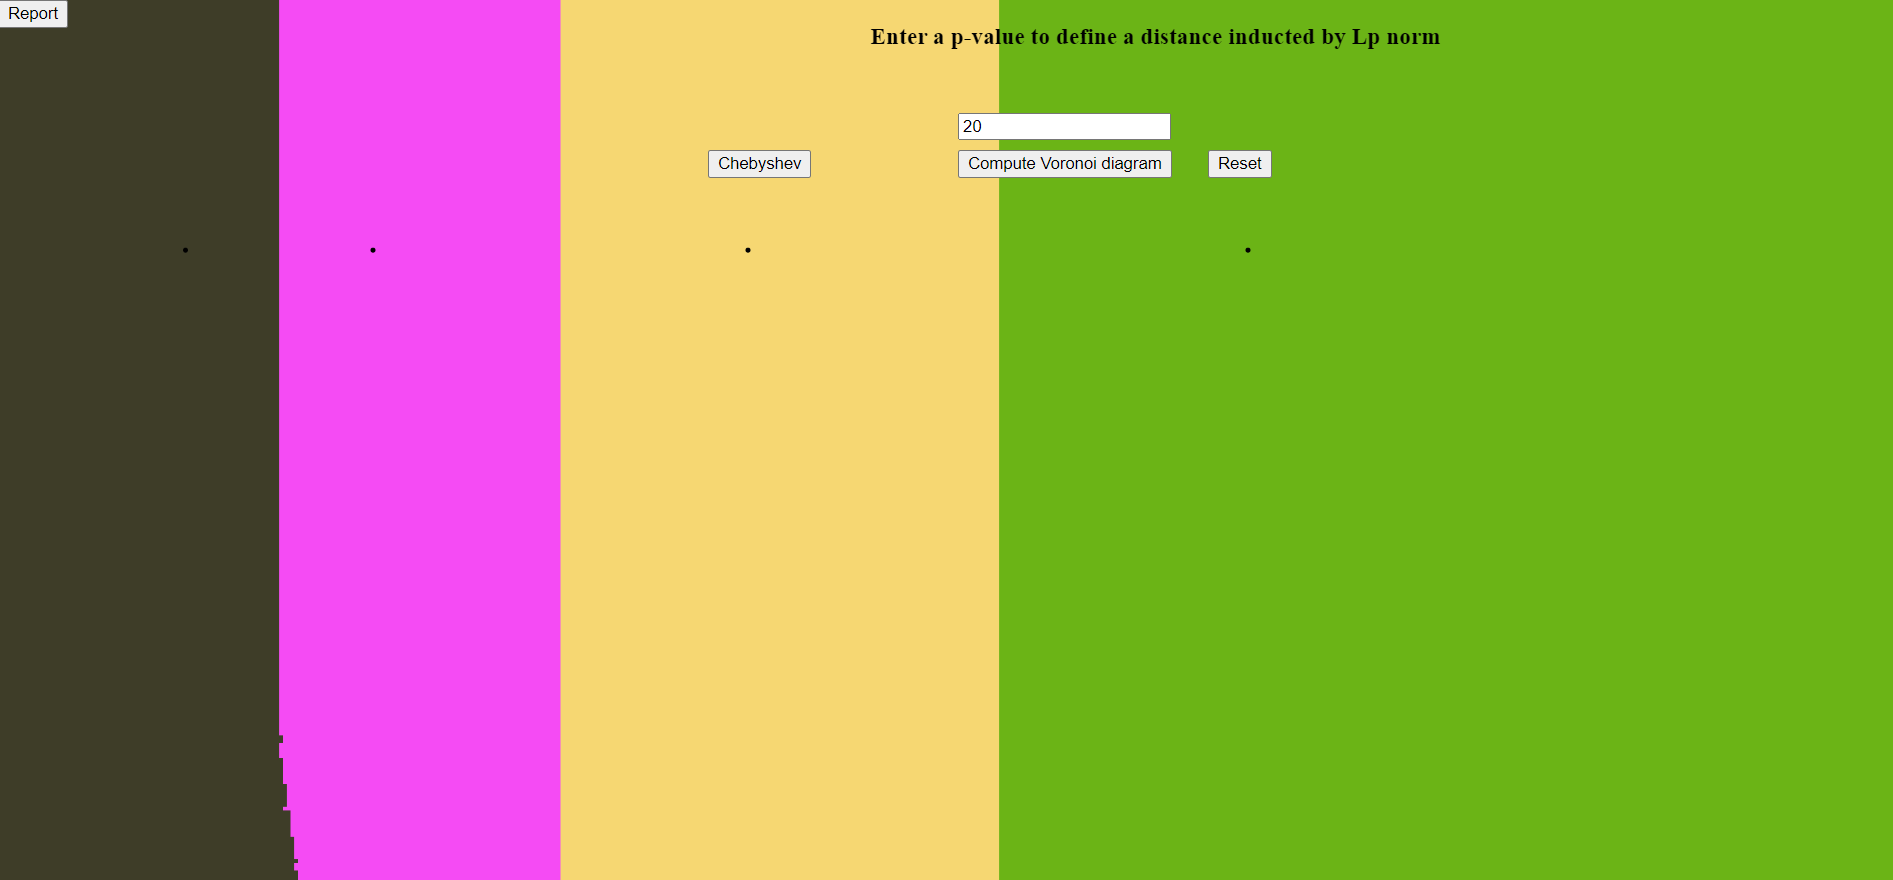 Report
Enter a p-value to define a distance inducted by Lp norm
20
Chebyshev Compute Voronoi diagram Reset